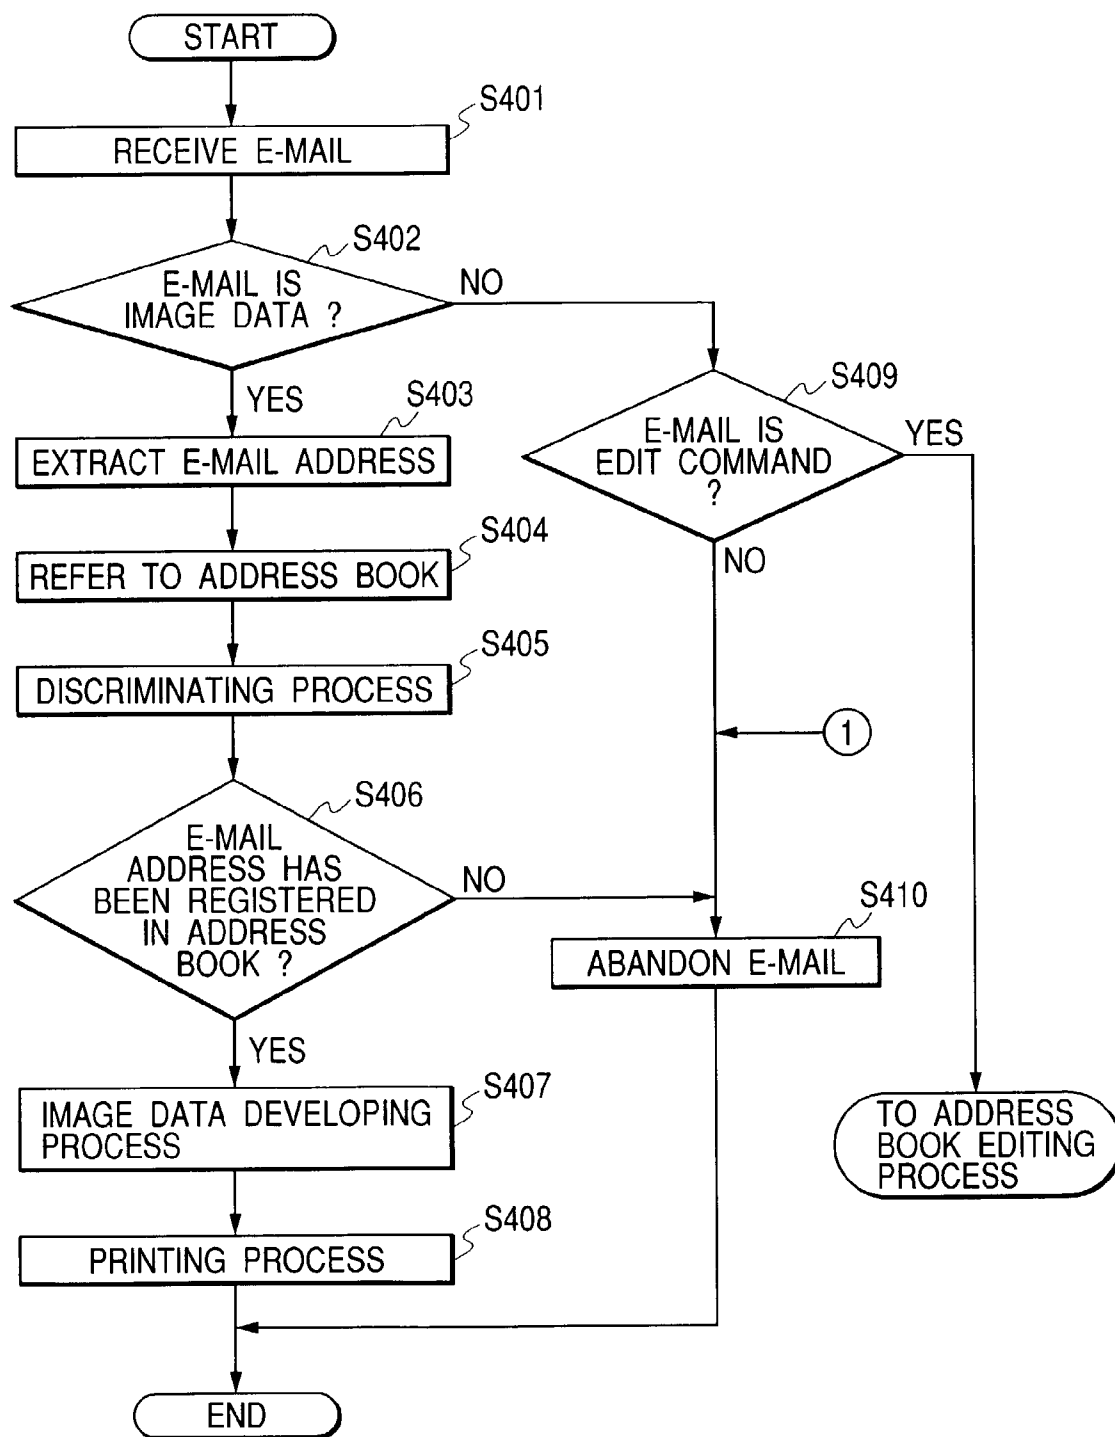 START
S401
RECEIVE E-MAIL
S402
E-MAIL IS
IMAGE DATA ?
NO
YES
S403
EXTRACT E-MAIL ADDRESS
S404
REFER TO ADDRESS BOOK
S405
DISCRIMINATING PROCESS
S406
E-MAIL
ADDRESS HAS
BEEN REGISTERED
IN ADDRESS
BOOK ?
NO
YES
S407
IMAGE DATA DEVELOPING
PROCESS
S408
PRINTING PROCESS
END
S409
E-MAIL IS
EDIT COMMAND
?
YES
NO
1
S410
ABANDON E-MAIL
TO ADDRESS
BOOK EDITING
PROCESS